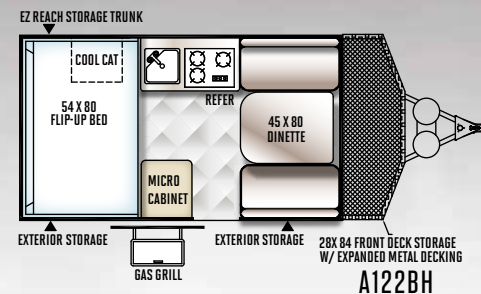 EZ REACH STORAGE TRUNK
COOL CAT
54 X 80
FLIP-UP BED
REFER
45 X 80
DINETTE
MICRO
CABINET
EXTERIOR STORAGE
EXTERIOR STORAGE
GAS GRILL
28X 84 FRONT DECK STORAGE
W/ EXPANDED METAL DECKING
A122BH